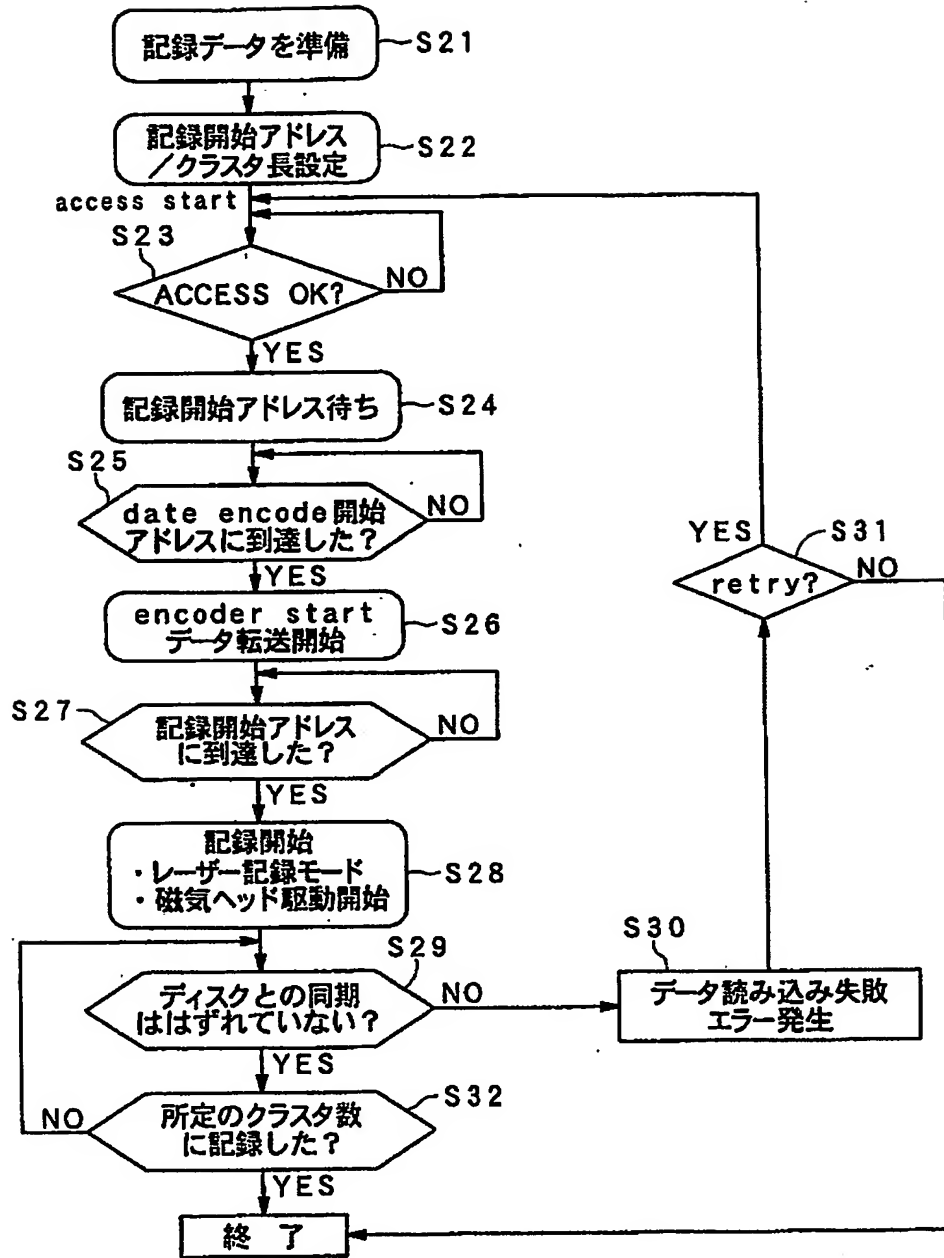 記録データを準備
S21
記録開始アドレス
/クラスタ長設定
S22
access start
S23
ACCESS OK?
NO
YES
記録開始アドレス待ち
S24
S25
date encode開始
アドレスに到達した?
NO
YES
encoder start
データ転送開始
S26
S27
記録開始アドレス
に到達した?
NO
YES
記録開始
・レーザー記録モード
・磁気ヘッド駆動開始
S28
S29
ディスクとの同期
ははずれていない?
NO
YES
S30
データ読み込み失敗
エラー発生
S31
retry?
YES
NO
所定のクラスタ数
に記録した?
S32
NO
YES
終了